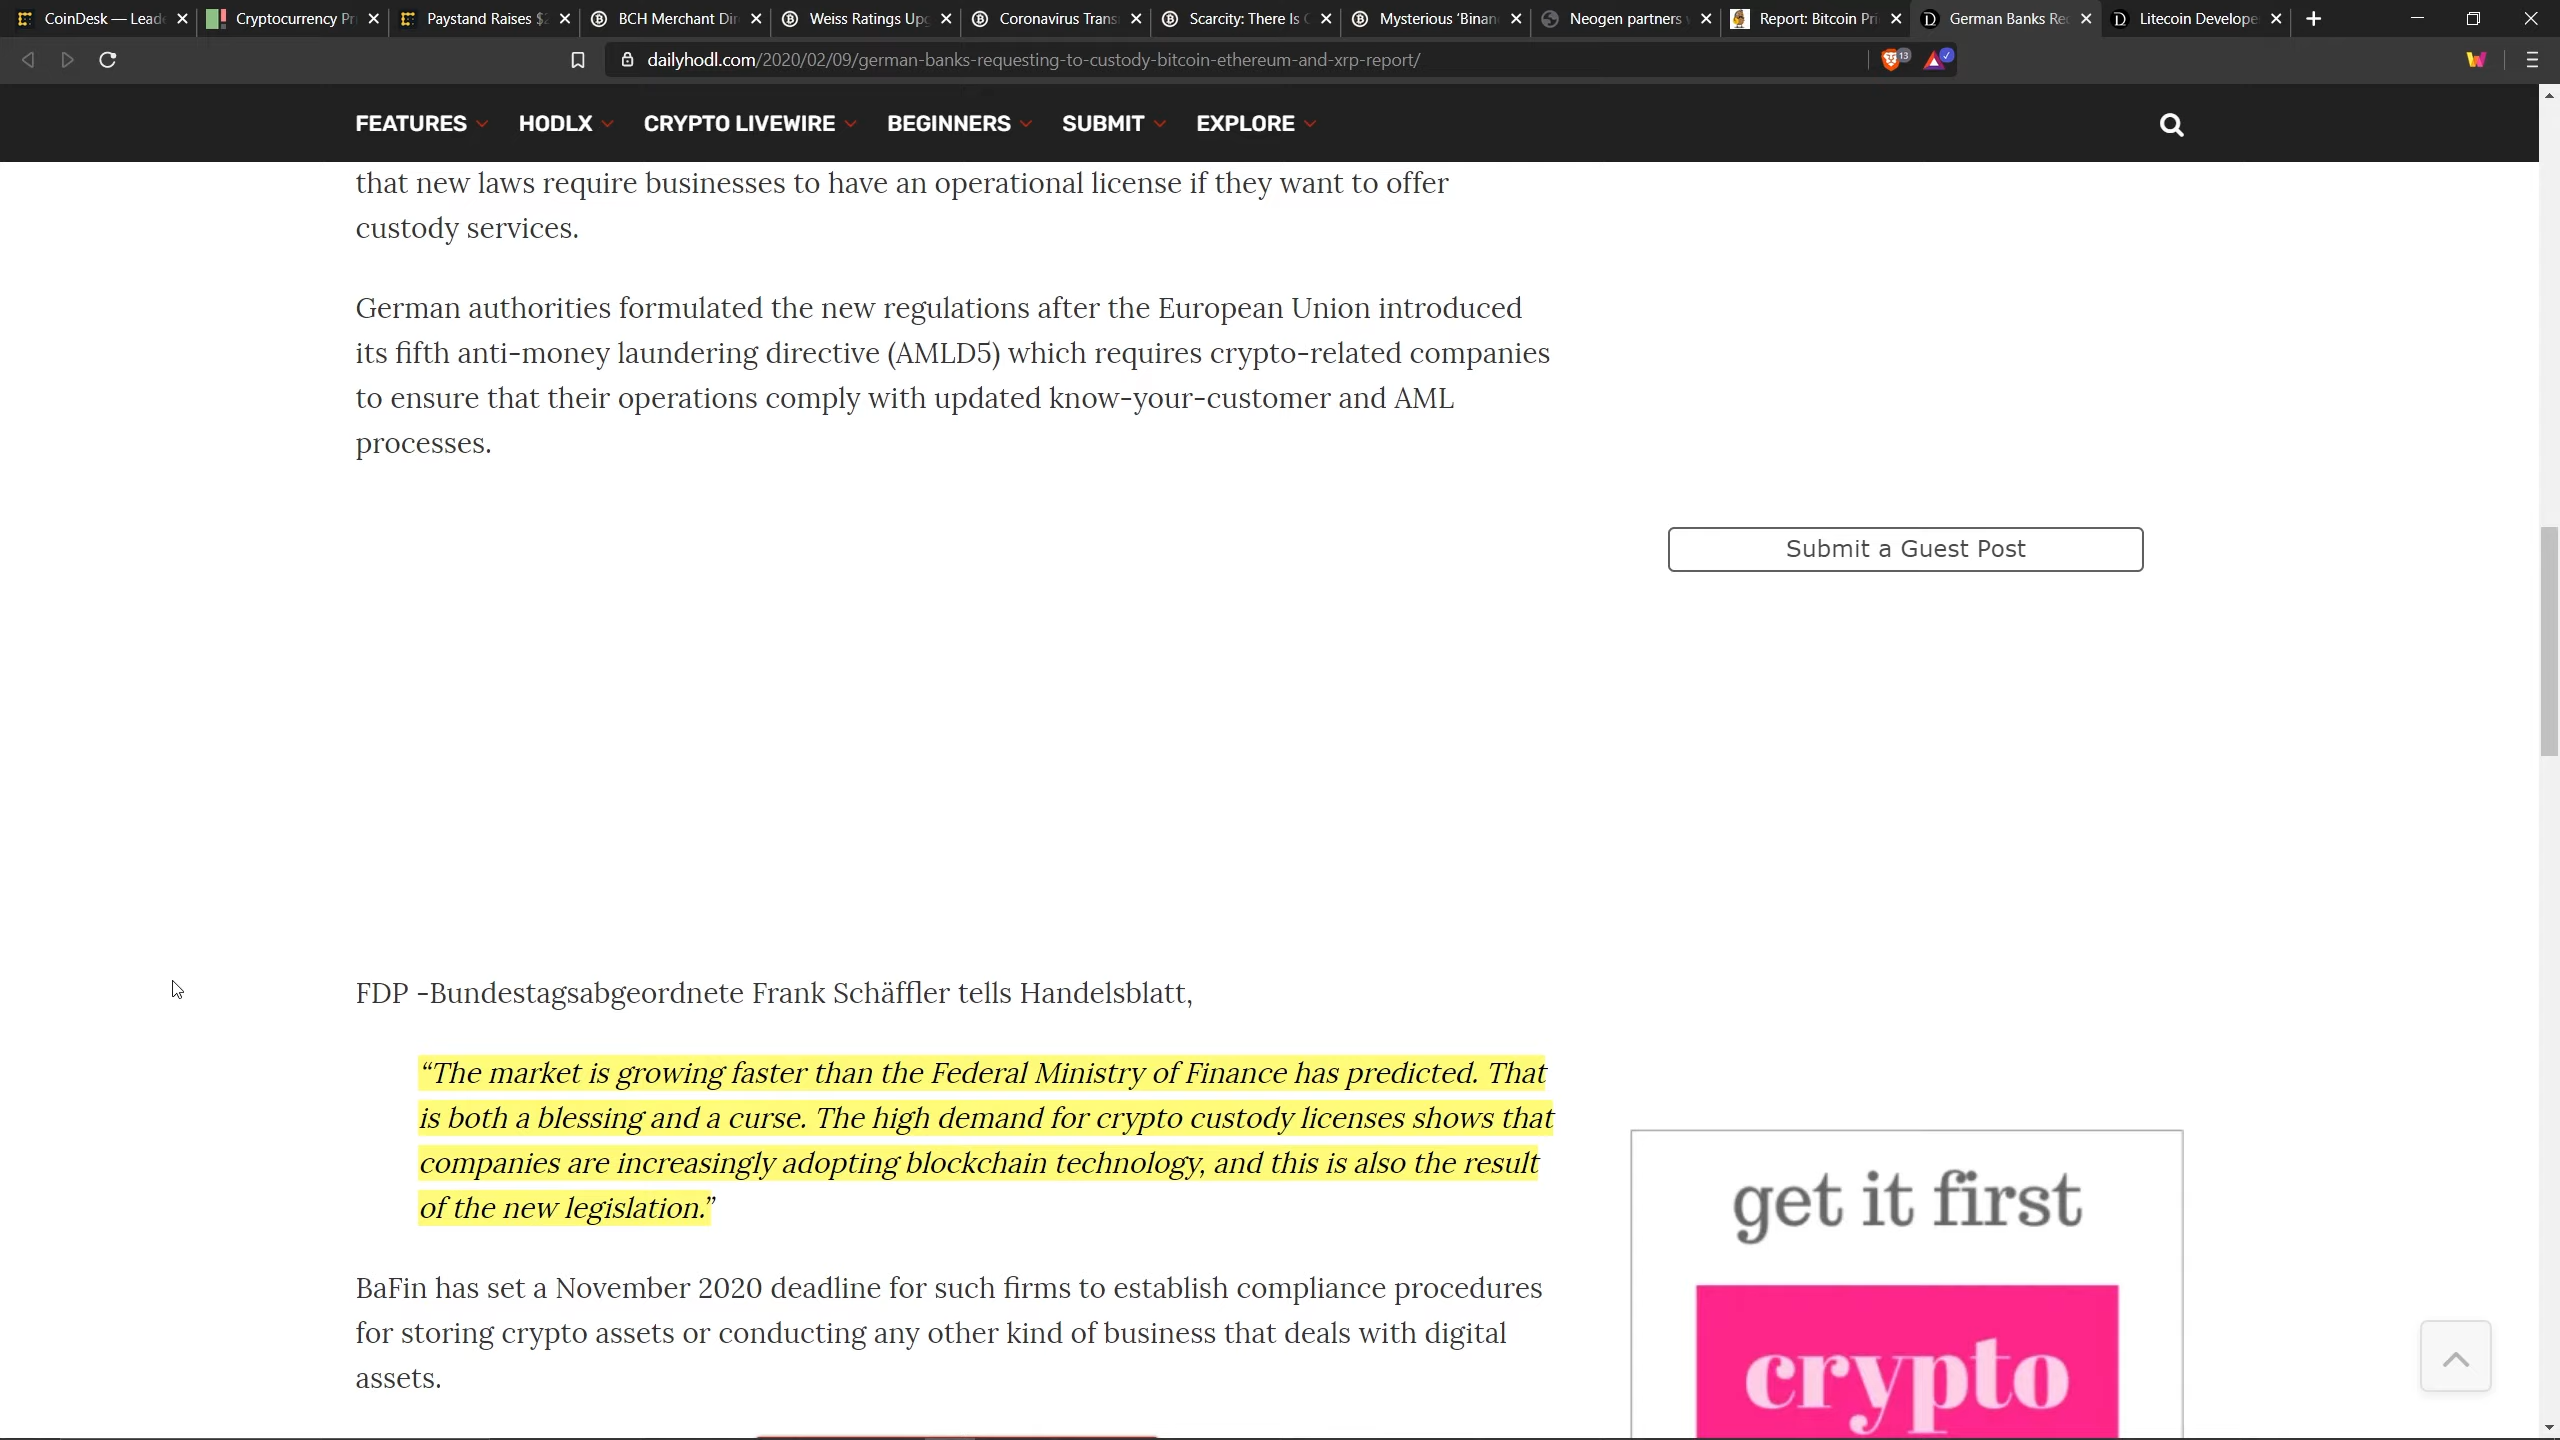 CoinDesk — Lead
Cryptocurrency Pr
Paystand Raises $2
BCH Merchant Dir
Weiss Ratings Upg
Coronavirus Trans
Scarcity: There Is
Mysterious ‘Binan
Neogen partners
Report: Bitcoin Pri
German Banks Re
Litecoin Develope
dailyhodl.com/2020/02/09/german-banks-requesting-to-custody-bitcoin-ethereum-and-xrp-report/
13
FEATURES HODLX CRYPTO LIVEWIRE BEGINNERS SUBMIT EXPLORE
that new laws require businesses to have an operational license if they want to offer
custody services.
German authorities formulated the new regulations after the European Union introduced
its fifth anti-money laundering directive (AMLD5) which requires crypto-related companies
to ensure that their operations comply with updated know-your-customer and AML
processes.
Submit a Guest Post
FDP -Bundestagsabgeordnete Frank Schäffler tells Handelsblatt,
“The market is growing faster than the Federal Ministry of Finance has predicted. That
is both a blessing and a curse. The high demand for crypto custody licenses shows that
companies are increasingly adopting blockchain technology, and this is also the result
of the new legislation.”
BaFin has set a November 2020 deadline for such firms to establish compliance procedures
for storing crypto assets or conducting any other kind of business that deals with digital
assets.
get it first
crypto